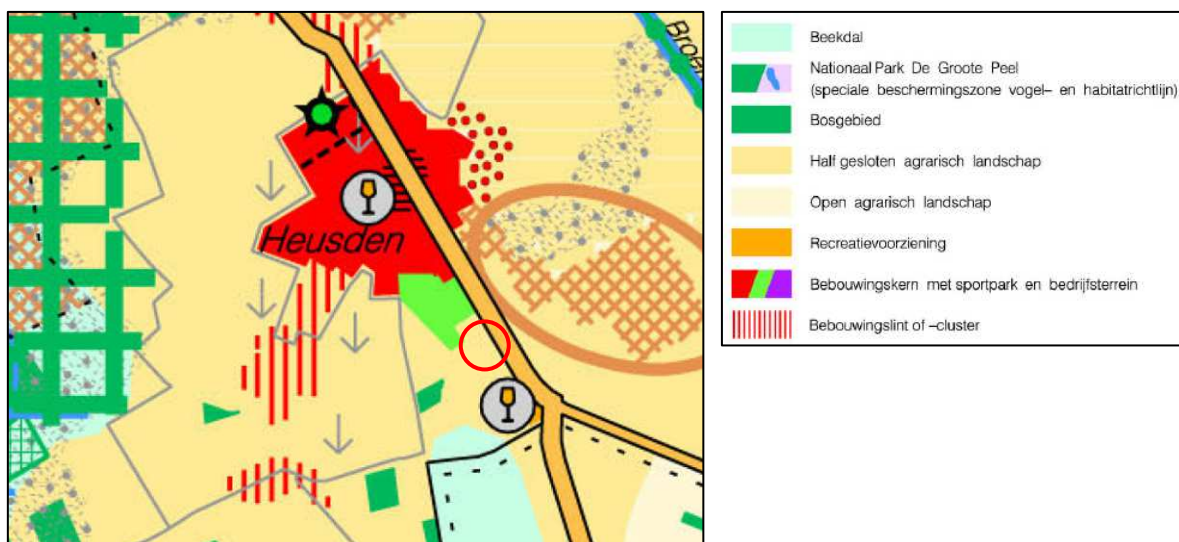 Broe
Heusden
Beekdal
Nationaal Park De Groote Peel
(speciale beschermingszone vogel– en habitatrichtlijn)
Bosgebied
Half gesloten agrarisch landschap
Open agrarisch landschap
Recreatievoorziening
Bebouwingskern met sportpark en bedrijfsterrein
Bebouwingslint of –cluster